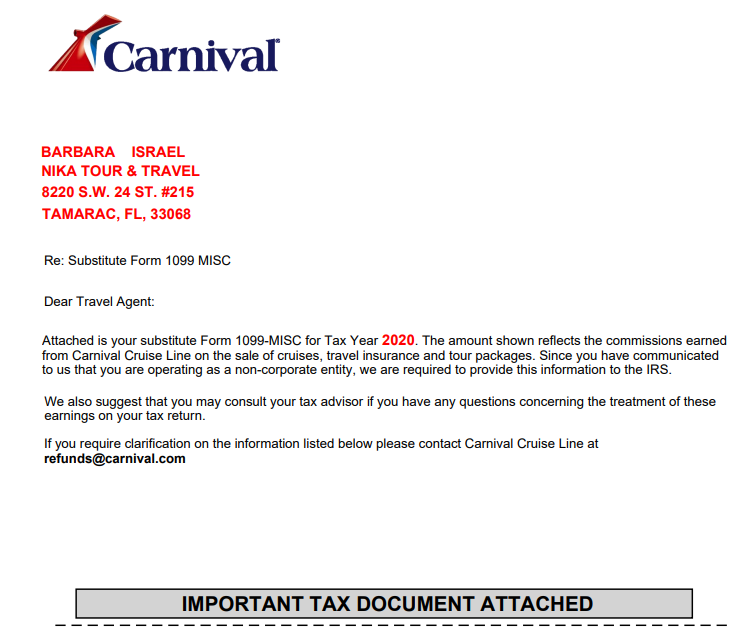 Carnival®
BARBARA ISRAEL
NIKA TOUR & TRAVEL
8220 S.W. 24 ST. #215
TAMARAC, FL, 33068
Re: Substitute Form 1099 MISC
Dear Travel Agent:
Attached is your substitute Form 1099-MISC for Tax Year 2020. The amount shown reflects the commissions earned
from Carnival Cruise Line on the sale of cruises, travel insurance and tour packages. Since you have communicated
to us that you are operating as a non-corporate entity, we are required to provide this information to the IRS.
We also suggest that you may consult your tax advisor if you have any questions concerning the treatment of these
earnings on your tax return.
If you require clarification on the information listed below please contact Carnival Cruise Line at
refunds@carnival.com
IMPORTANT TAX DOCUMENT ATTACHED